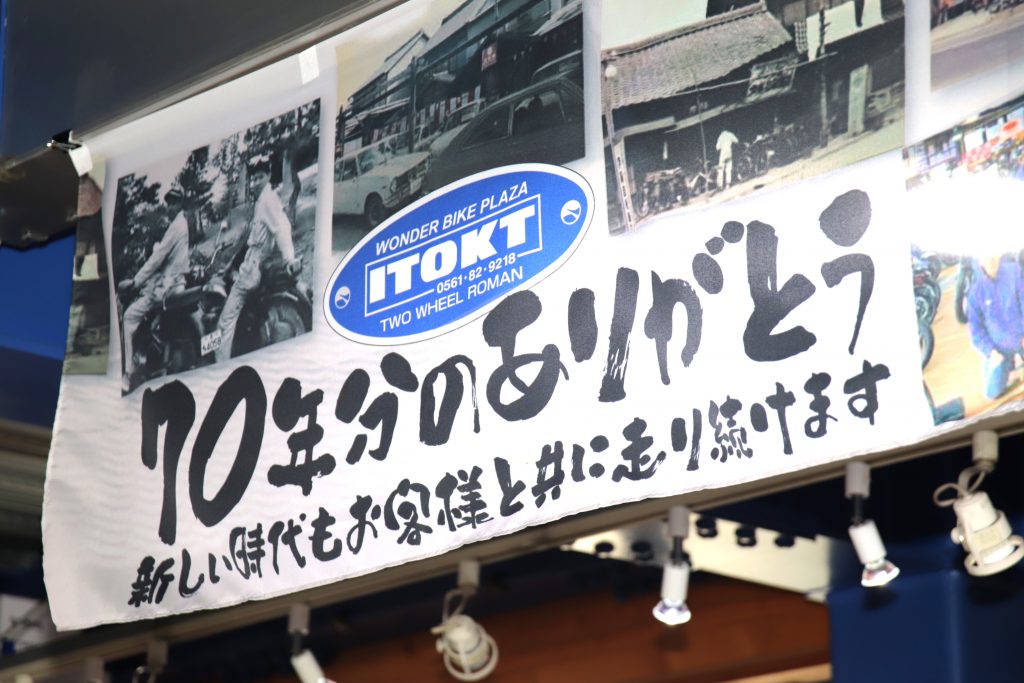 WONDER BIKE PLAZA
ITOKT
0561・82・9218
TWO WHEEL ROMAN
70年分のありがとう
新しい時代もお客様と共に走り続けます